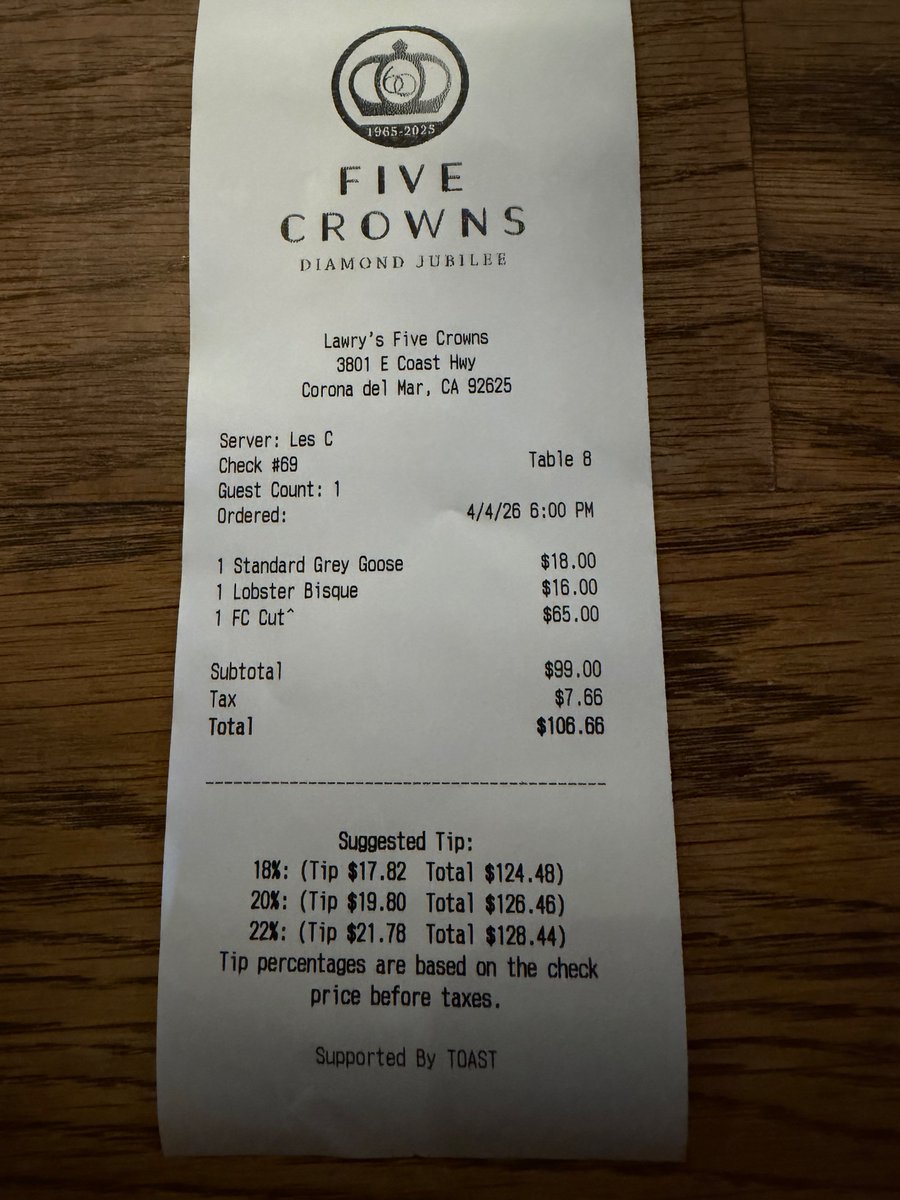 60
1965-2025
FIVE
CROWNS
DIAMOND JUBILEE
Lawry's Five Crowns
3801 E Coast Hwy
Corona del Mar, CA 92625
Server: Les C
Check #69 Table 8
Guest Count: 1
Ordered: 4/4/26 6:00 PM
1 Standard Grey Goose $18.00
1 Lobster Bisque $16.00
1 FC Cut^ $65.00
Subtotal $99.00
Tax $7.66
Total $106.66
Suggested Tip:
18%: (Tip $17.82 Total $124.48)
20%: (Tip $19.80 Total $126.46)
22%: (Tip $21.78 Total $128.44)
Tip percentages are based on the check
price before taxes.
Supported By TOAST